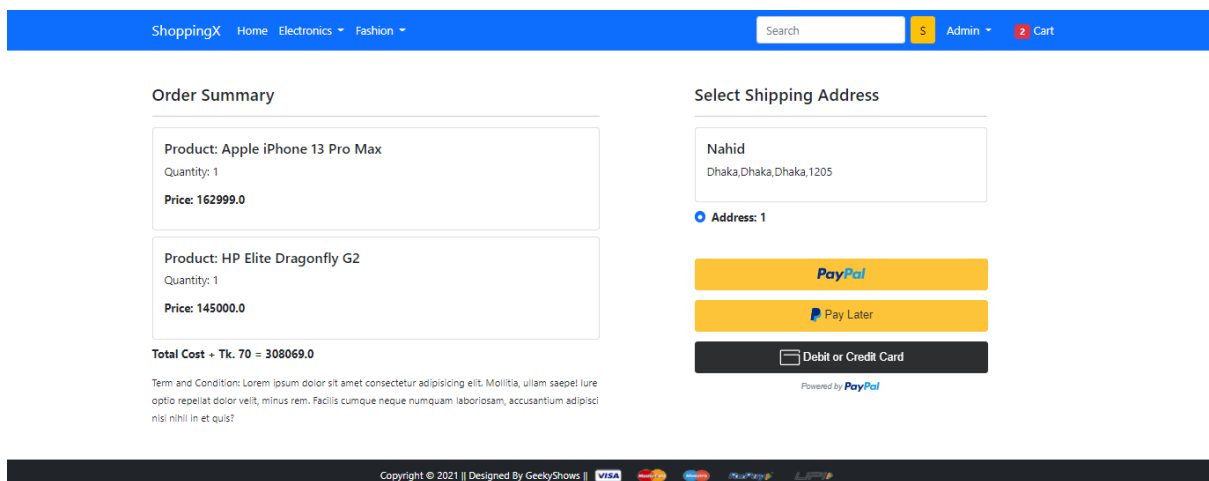 ShoppingX Home Electronics Fashion Search S Admin 2 Cart
Order Summary
Product: Apple iPhone 13 Pro Max
Quantity: 1
Price: 162999.0
Product: HP Elite Dragonfly G2
Quantity: 1
Price: 145000.0
Total Cost + Tk. 70 = 308069.0
Term and Condition: Lorem ipsum dolor sit amet consectetur adipisicing elit. Mollitia, ullam saepel Iure
optio repellat dolor velit, minus rem. Facilis cumque neque numquam laboriosam, accusantium adipisci
nisi nihil in et quis?
Select Shipping Address
Nahid
Dhaka,Dhaka,Dhaka,1205
Address: 1
PayPal
Pay Later
Debit or Credit Card
Powered by PayPal
Copyright © 2021 || Designed By GeekyShows || VISA